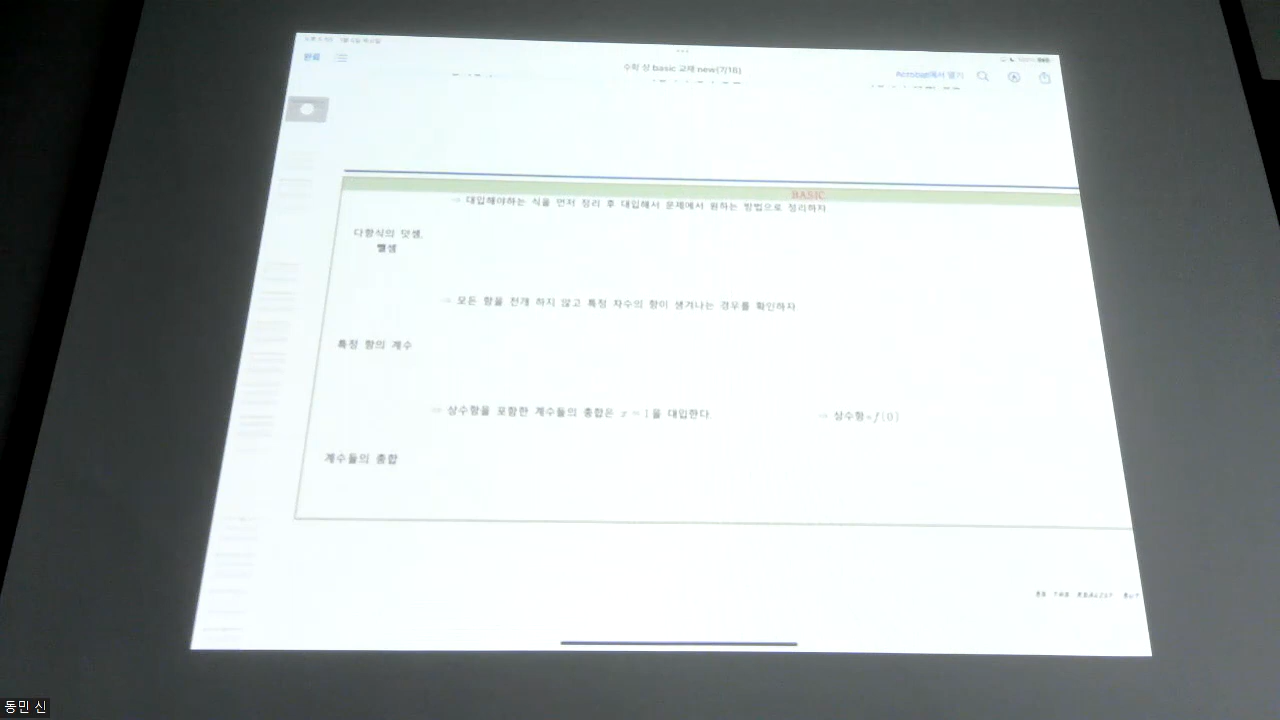 완료
수학 상 basic 교재 new(7/16)
Acrobat에서 열기
BASIC
⇒ 대입해야하는 식을 먼저 정리 후 대입해서 문제에서 원하는 방법으로 정리하자
다항식의 덧셈,
뺄셈
⇒ 모든 항을 전개 하지 않고 특정 차수의 항이 생겨나는 경우를 확인하자
특정 항의 계수
⇒ 상수항을 포함한 계수들의 총합은 x = 1을 대입한다. ⇒ 상수항=f(0)
계수들의 총합
BE THE REALIST BUT
동민 신